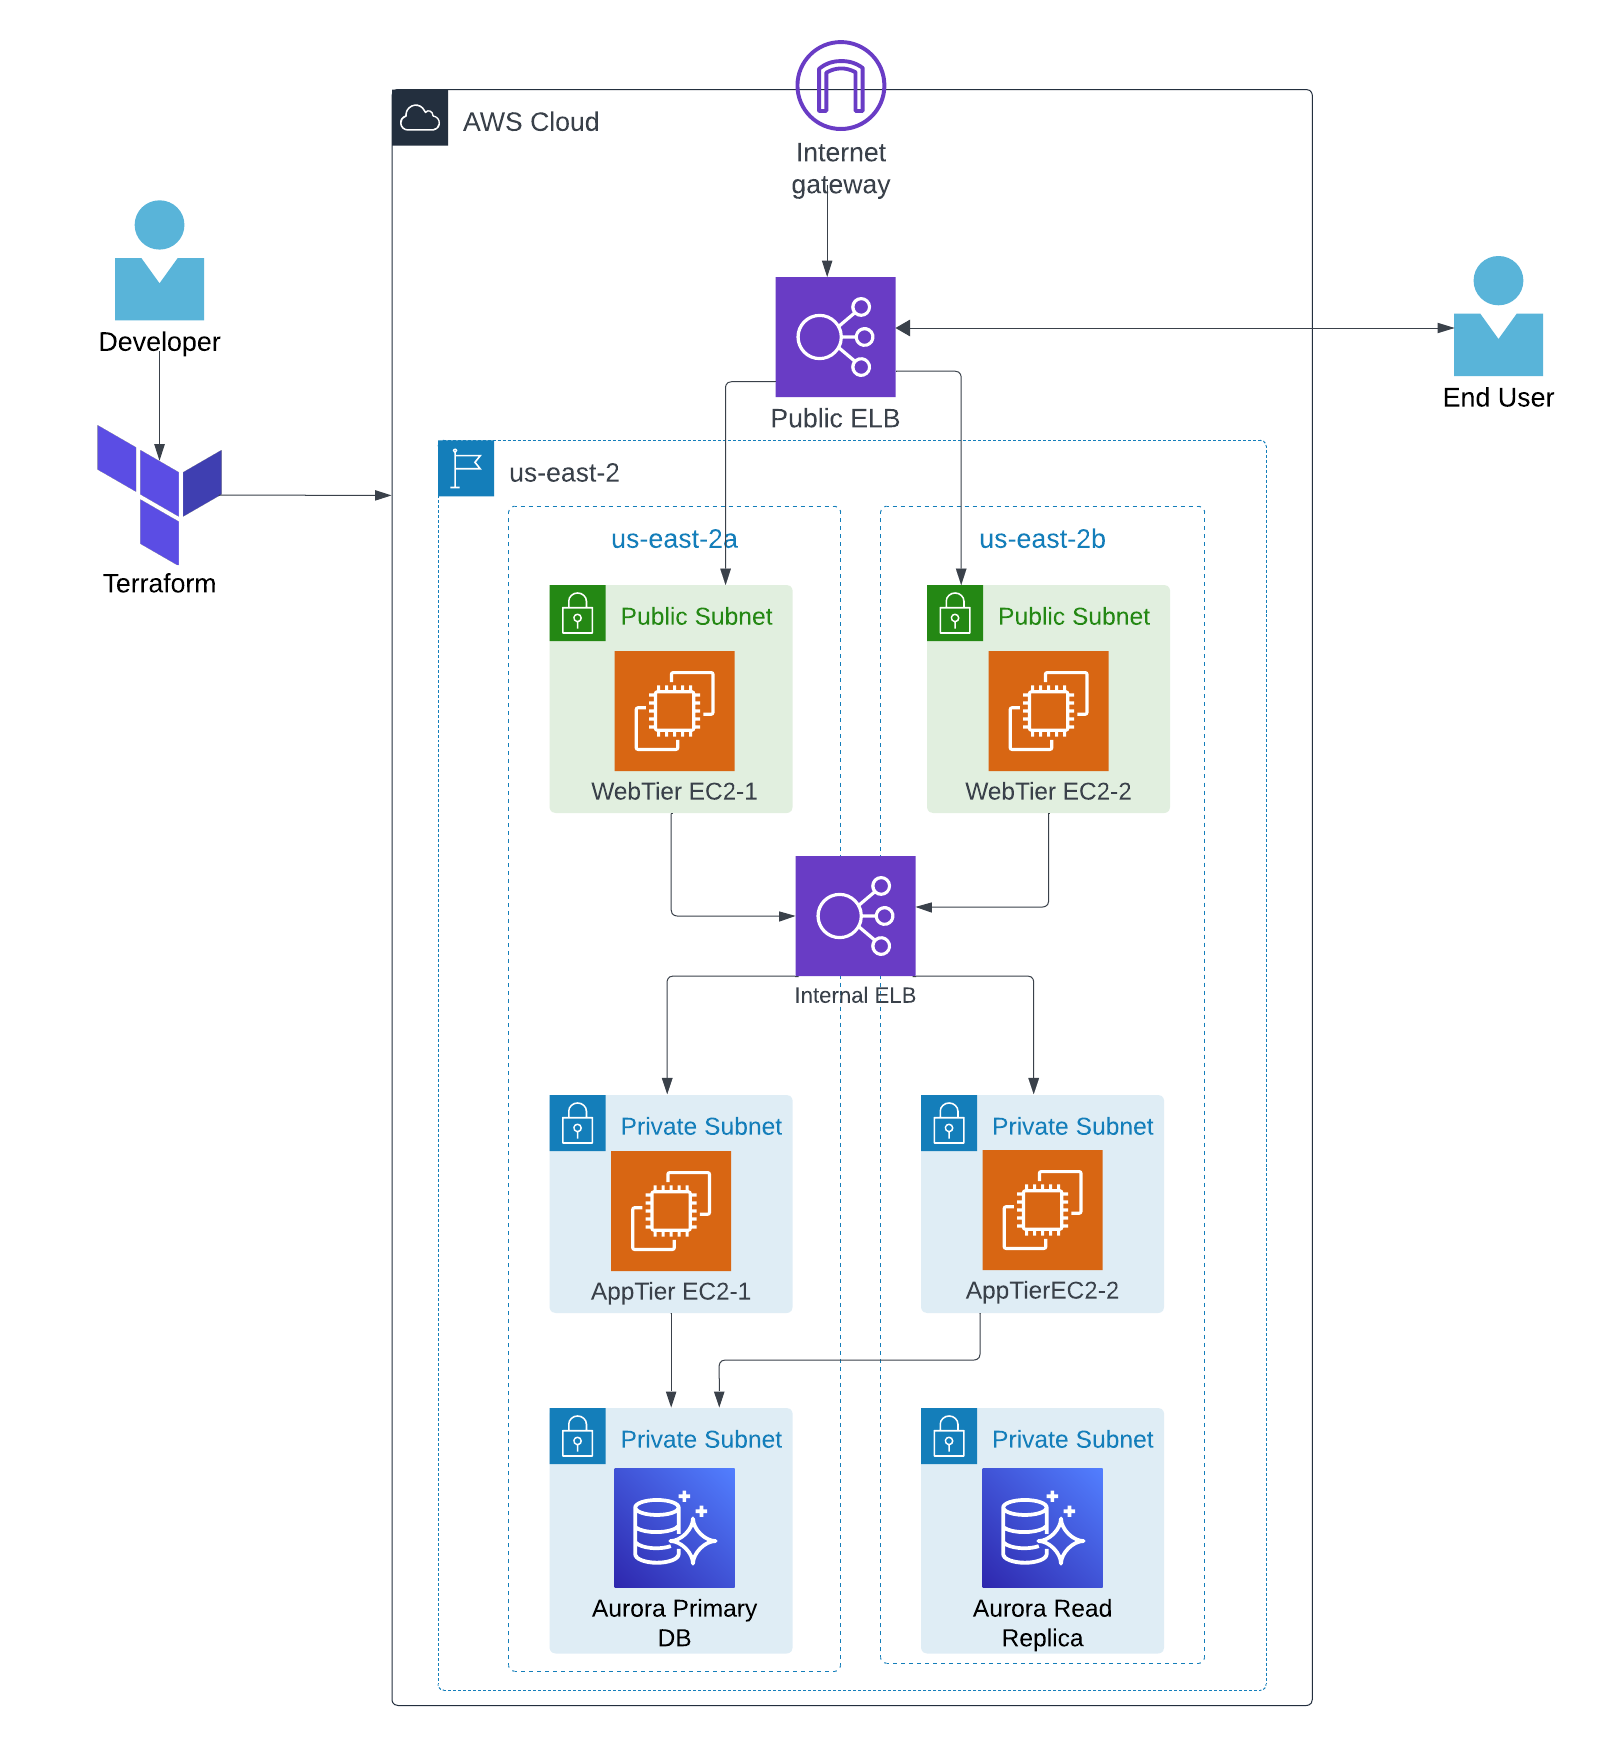 Internet
gateway
AWS Cloud
Developer
End User
Public ELB
us-east-2
us-east-2a
us-east-2b
Terraform
Public Subnet
Public Subnet
WebTier EC2-1
WebTier EC2-2
Internal ELB
Private Subnet
Private Subnet
AppTier EC2-1
AppTierEC2-2
Private Subnet
Private Subnet
Aurora Primary
DB
Aurora Read
Replica